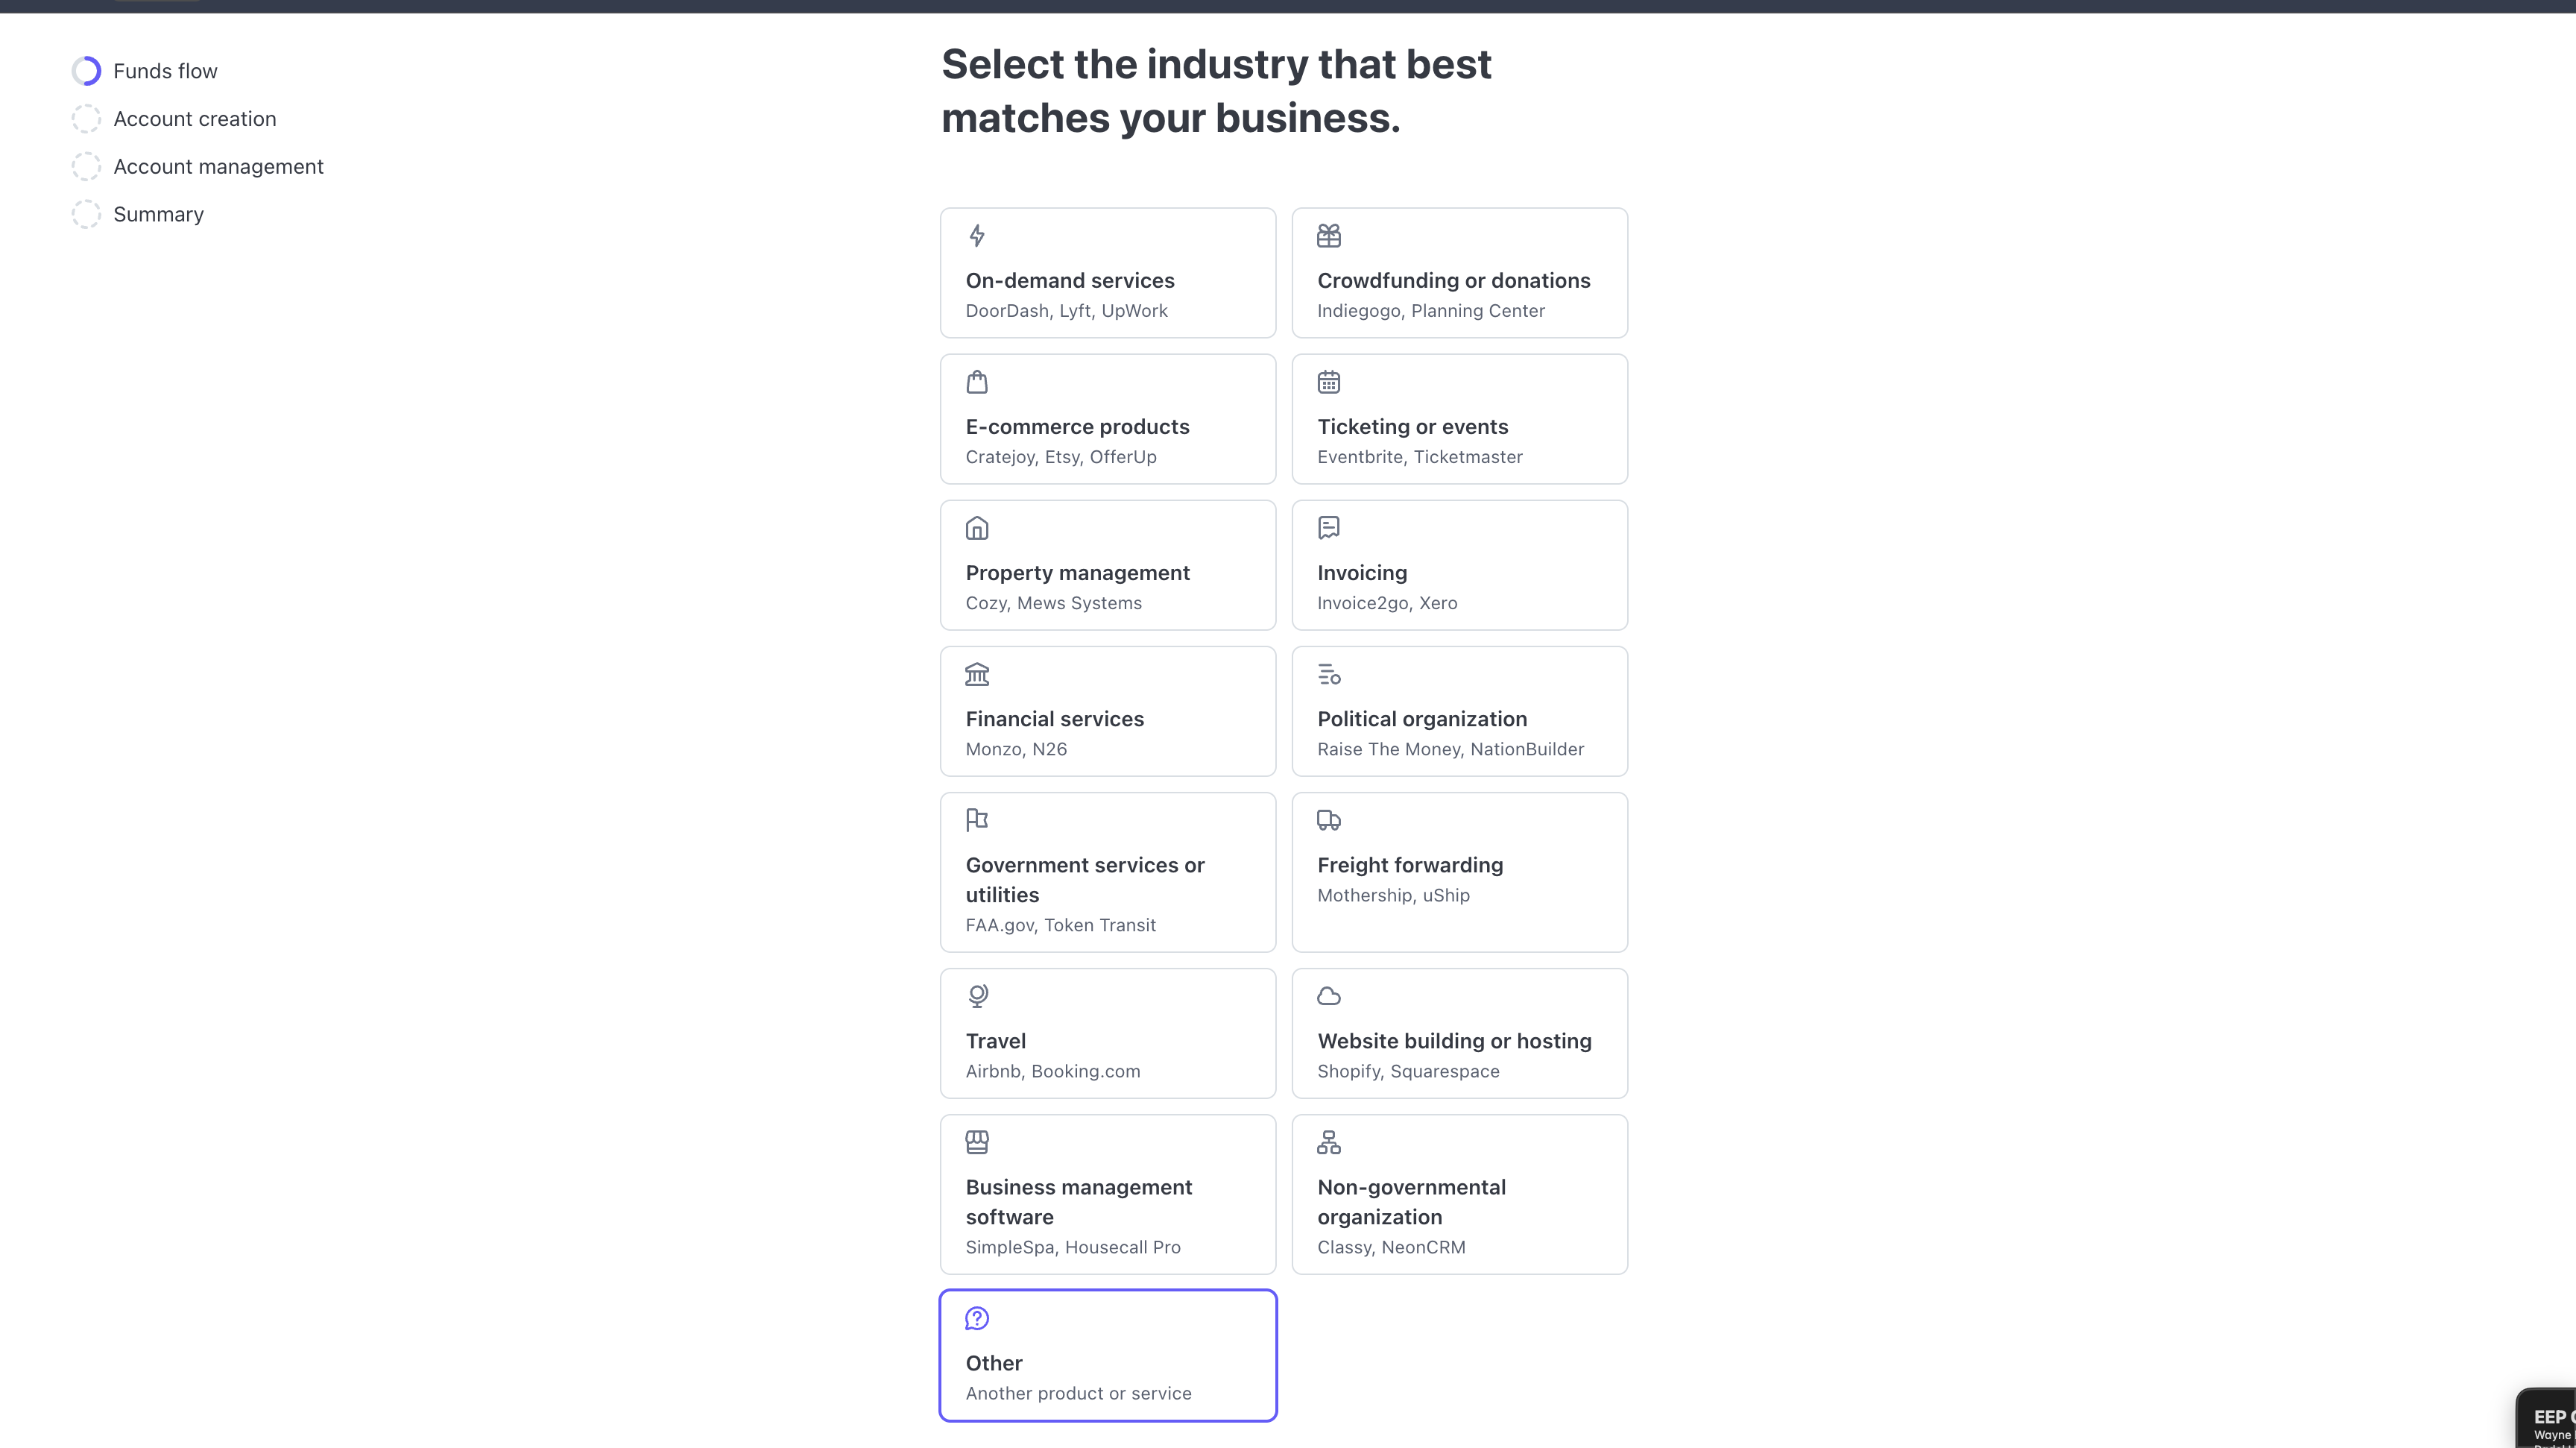 Funds flow
Account creation
Account management
Summary
Select the industry that best
matches your business.
On-demand services
DoorDash, Lyft, UpWork
Crowdfunding or donations
Indiegogo, Planning Center
E-commerce products
Cratejoy, Etsy, OfferUp
Ticketing or events
Eventbrite, Ticketmaster
Property management
Cozy, Mews Systems
Invoicing
Invoice2go, Xero
Financial services
Monzo, N26
Political organization
Raise The Money, NationBuilder
Government services or
utilities
FAA.gov, Token Transit
Freight forwarding
Mothership, uShip
Travel
Airbnb, Booking.com
Website building or hosting
Shopify, Squarespace
Business management
software
SimpleSpa, Housecall Pro
Non-governmental
organization
Classy, NeonCRM
Other
Another product or service
EEP
Wayne